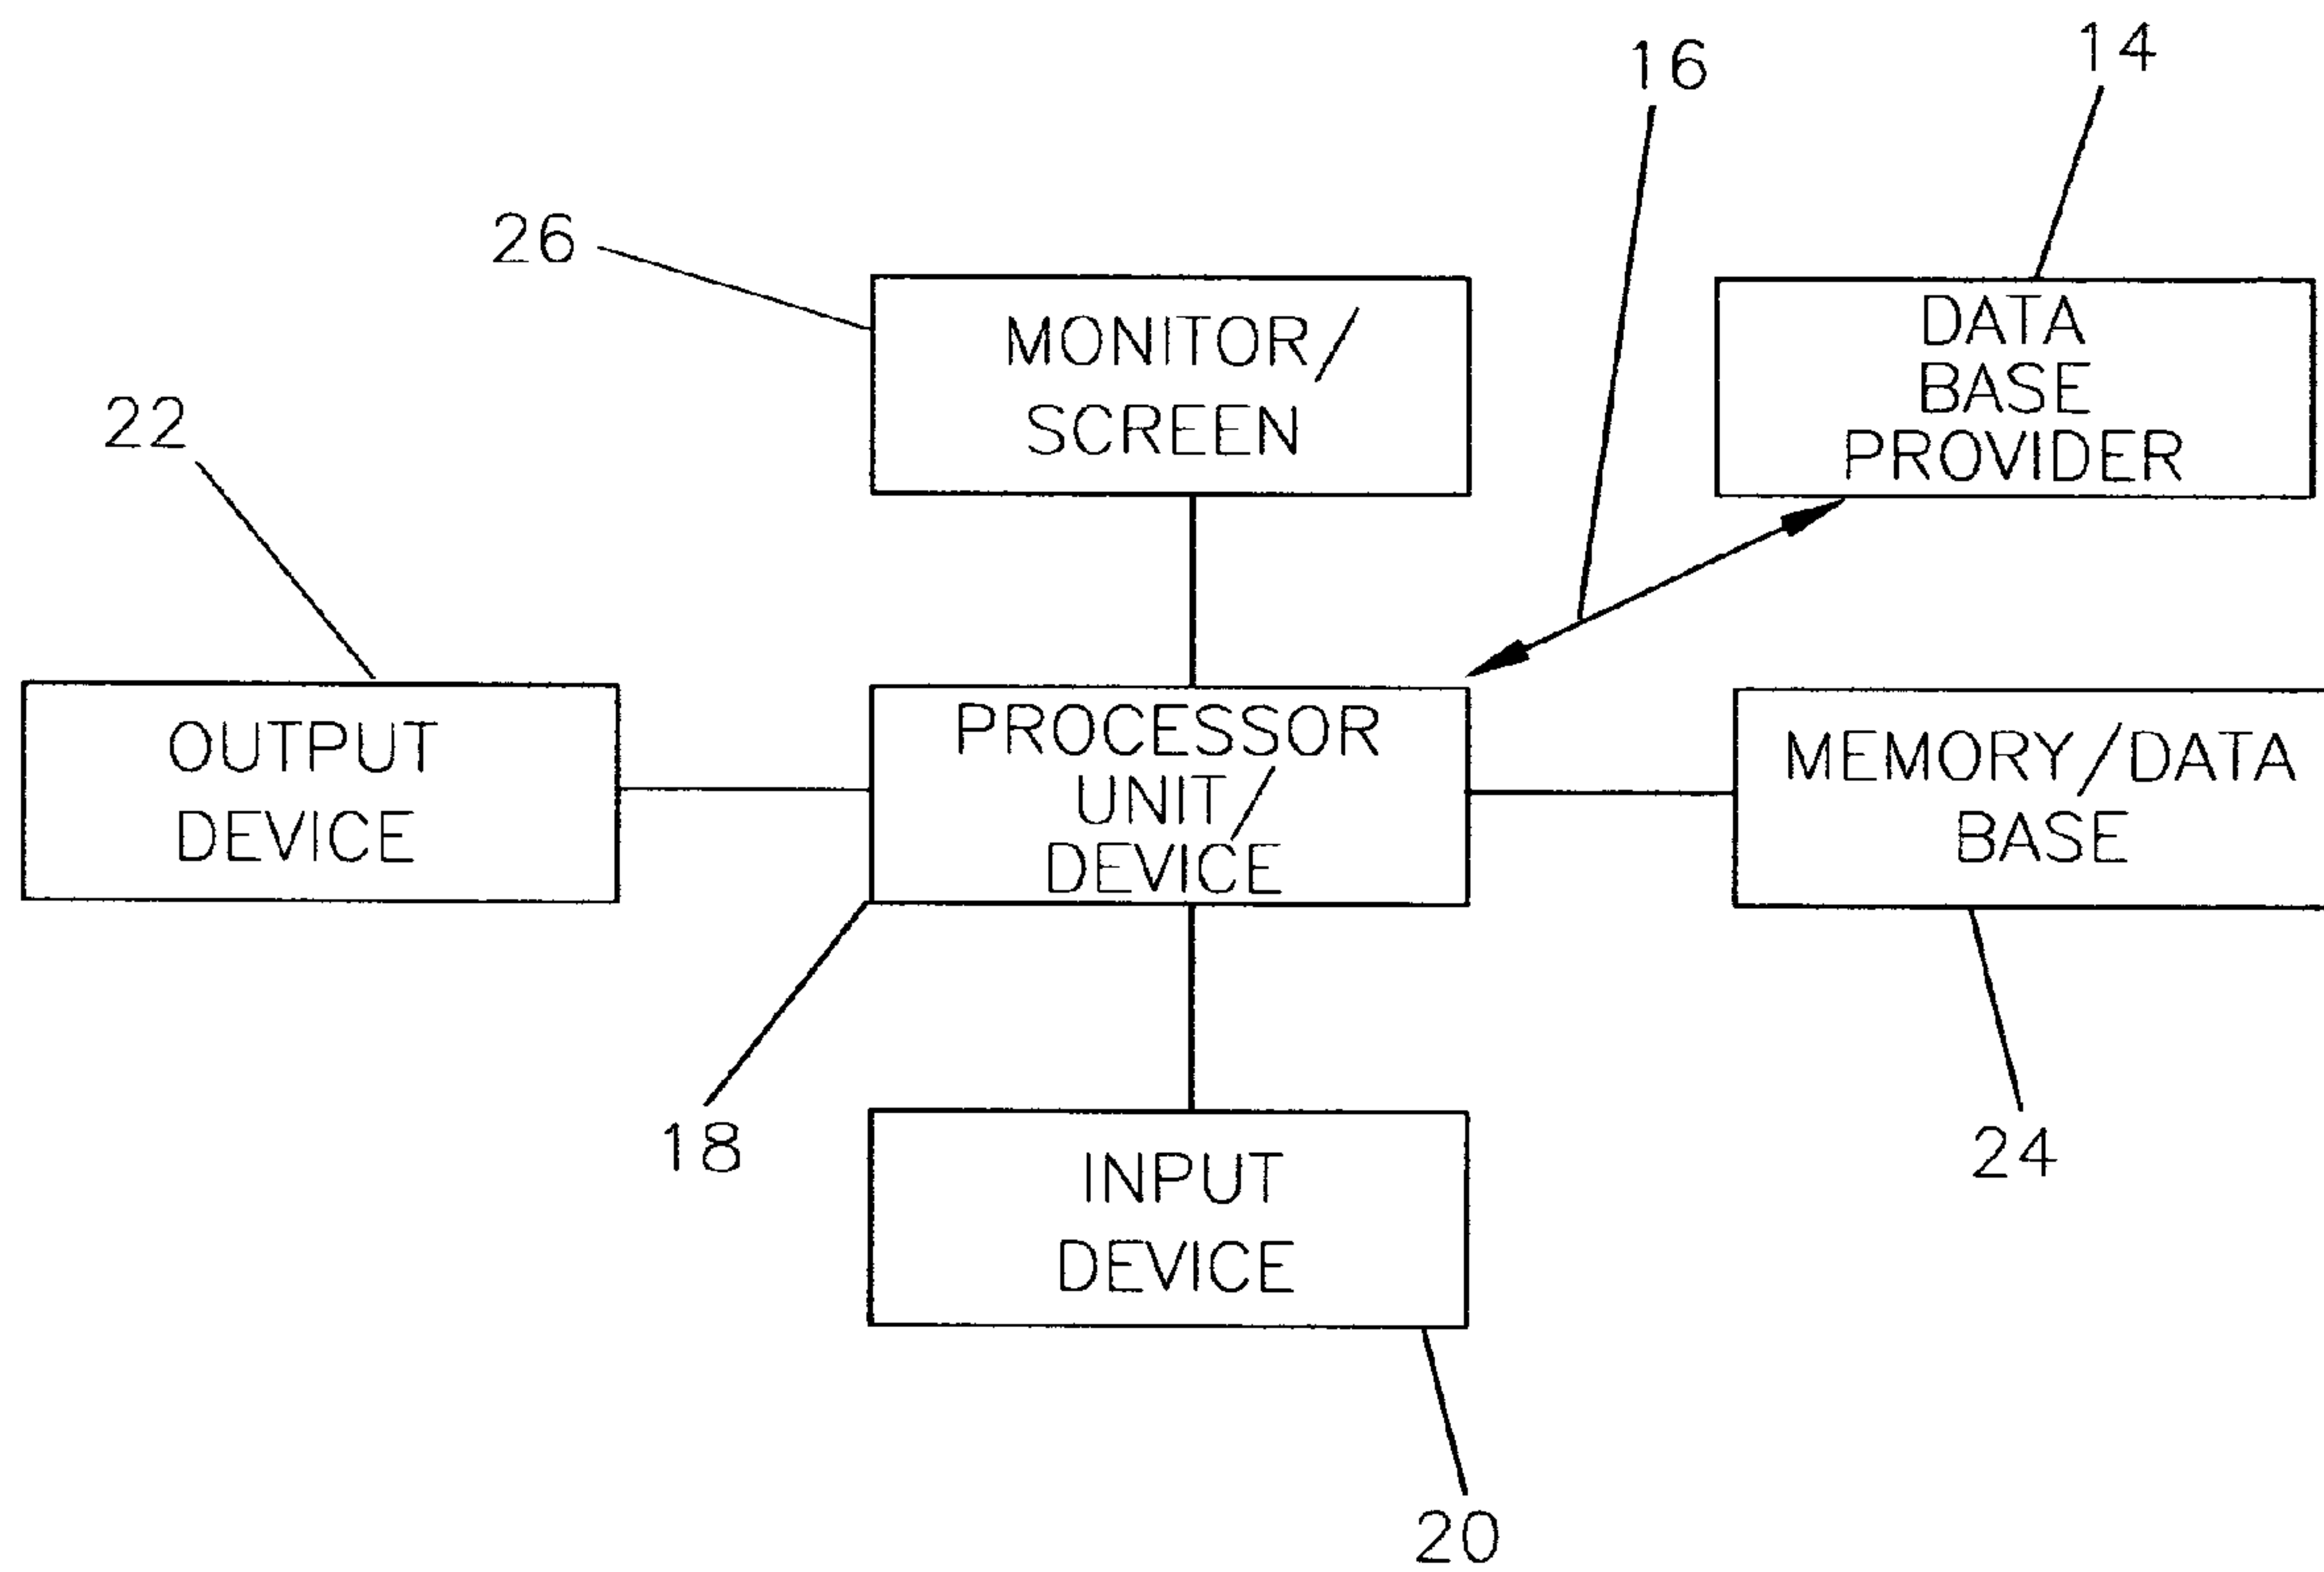 16
14
26
MONITOR/
SCREEN
DATA
BASE
PROVIDER
22
OUTPUT
DEVICE
PROCESSOR
UNIT/
DEVICE
MEMORY/DATA
BASE
18
24
INPUT
DEVICE
20